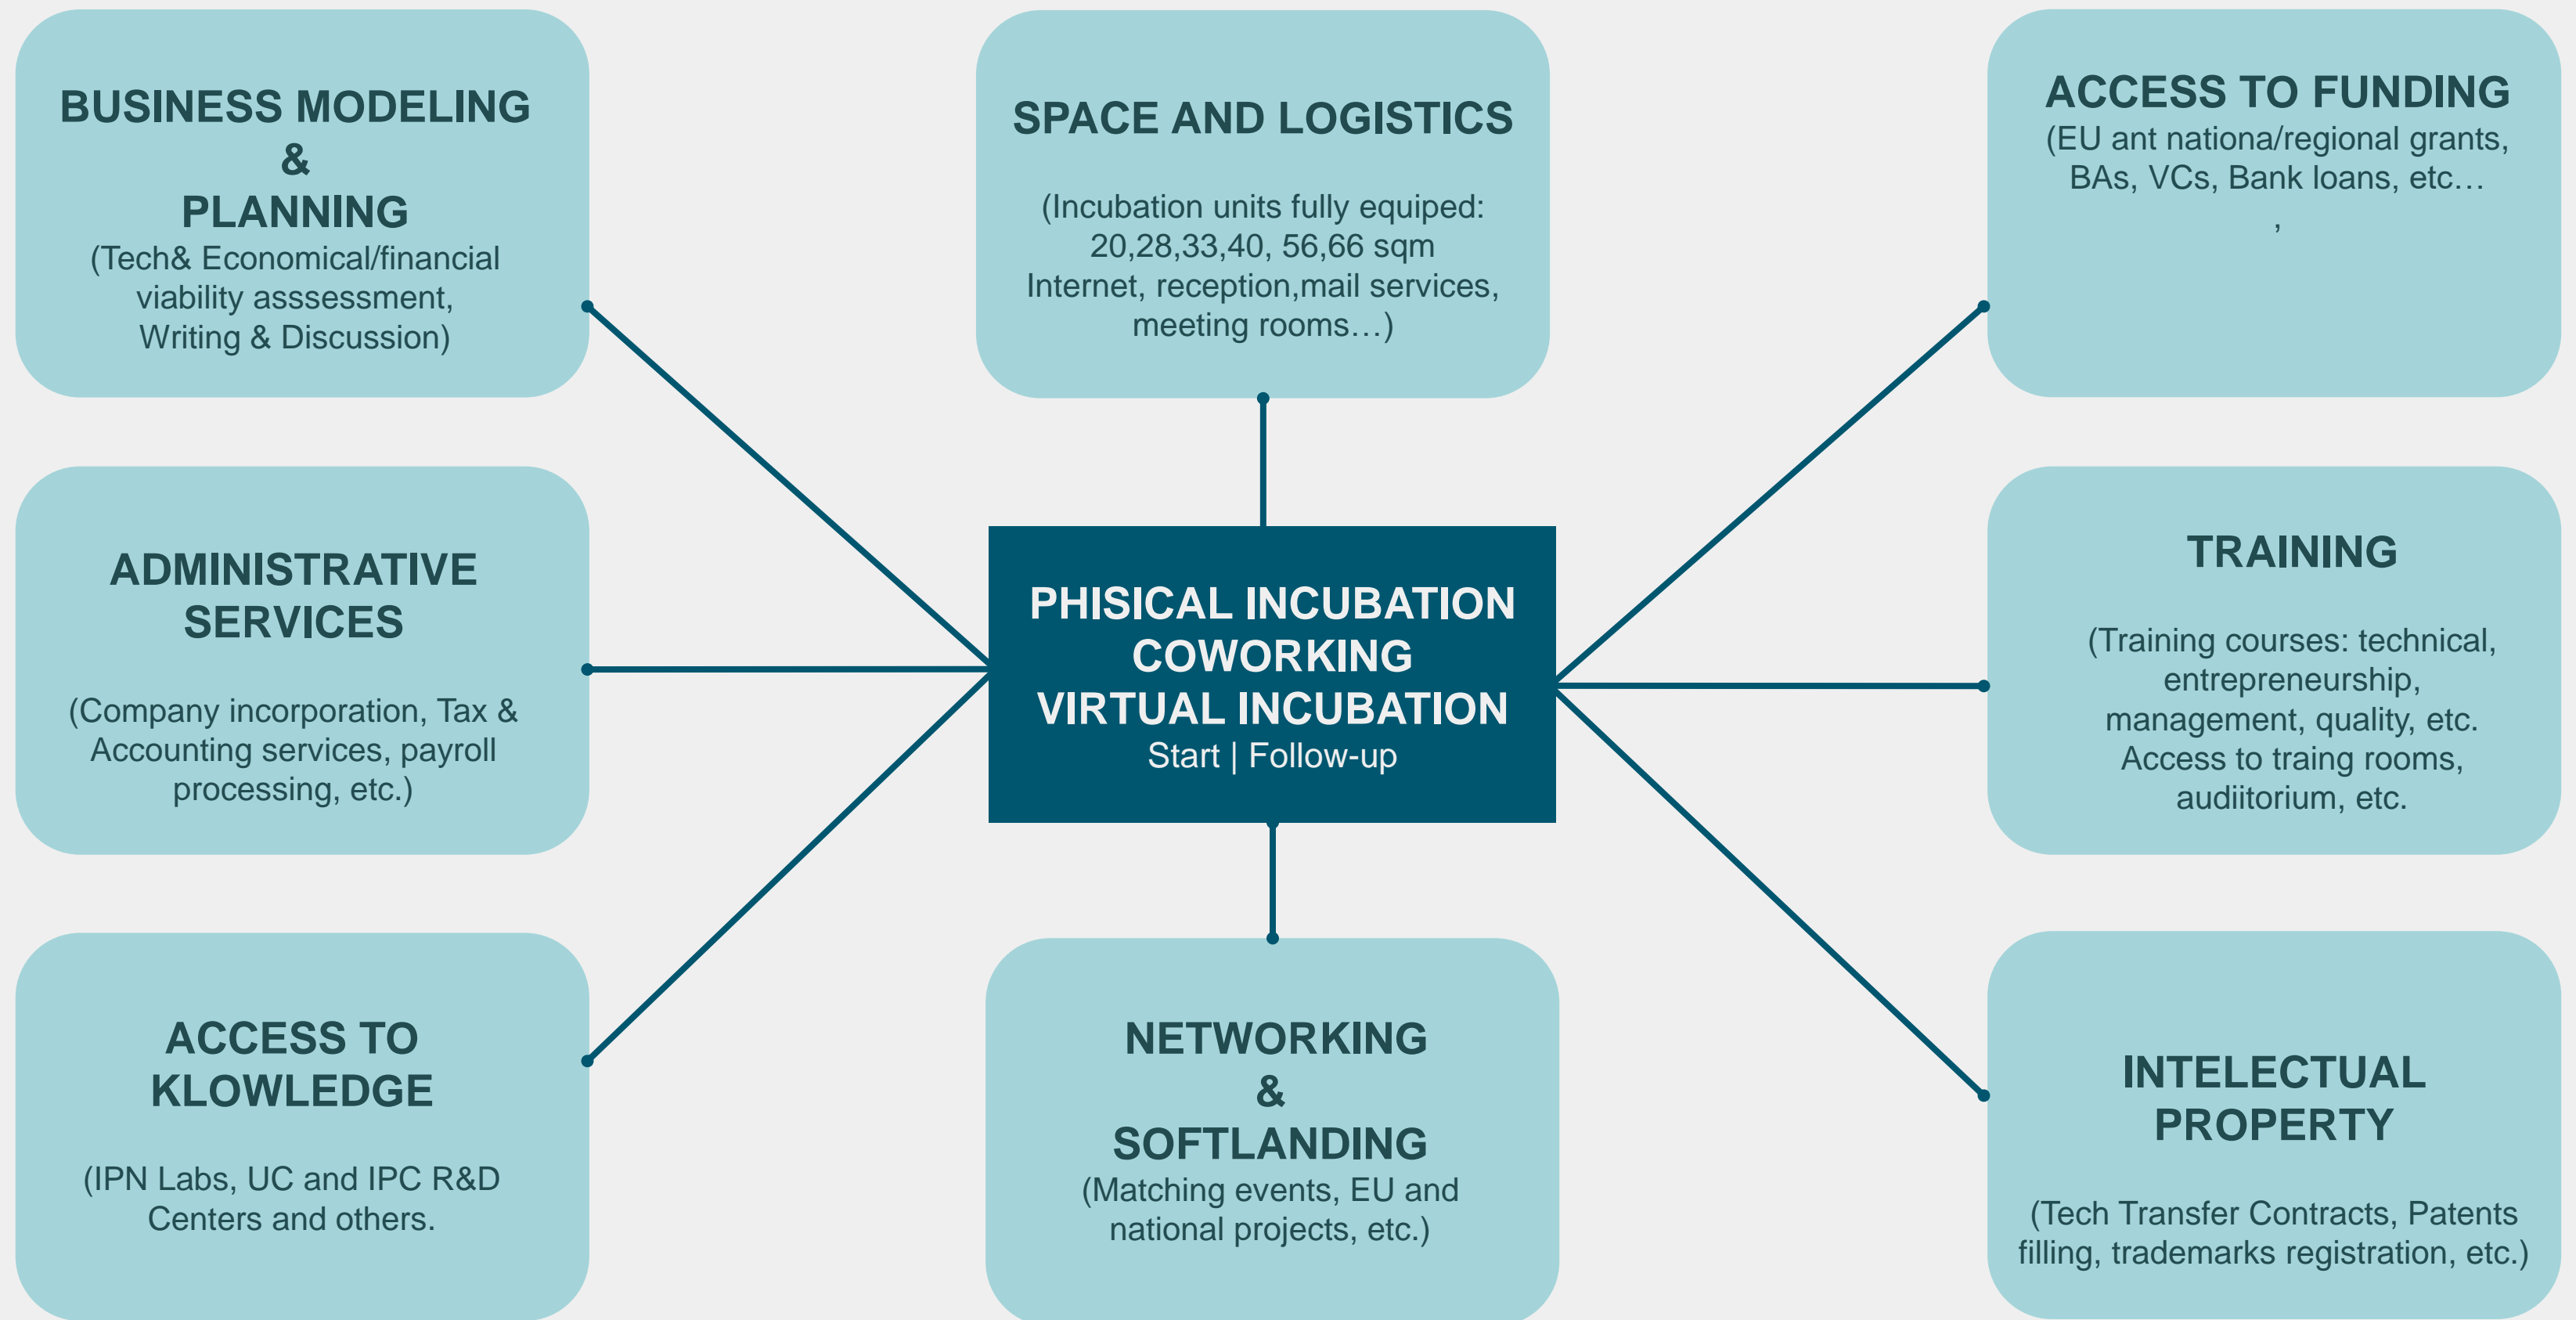 BUSINESS MODELING
&
PLANNING
(Tech& Economical/financial
viability asssessment,
Writing & Discussion)
SPACE AND LOGISTICS
(Incubation units fully equiped:
20,28,33,40, 56,66 sqm
Internet, reception,mail services,
meeting rooms…)
ACCESS TO FUNDING
(EU ant nationa/regional grants,
BAs, VCs, Bank loans, etc…
,
ADMINISTRATIVE
SERVICES
(Company incorporation, Tax &
Accounting services, payroll
processing, etc.)
PHISICAL INCUBATION
COWORKING
VIRTUAL INCUBATION
Start | Follow-up
TRAINING
(Training courses: technical,
entrepreneurship,
management, quality, etc.
Access to traing rooms,
audiitorium, etc.
ACCESS TO
KLOWLEDGE
(IPN Labs, UC and IPC R&D
Centers and others.
NETWORKING
&
SOFTLANDING
(Matching events, EU and
national projects, etc.)
INTELECTUAL
PROPERTY
(Tech Transfer Contracts, Patents
filling, trademarks registration, etc.)